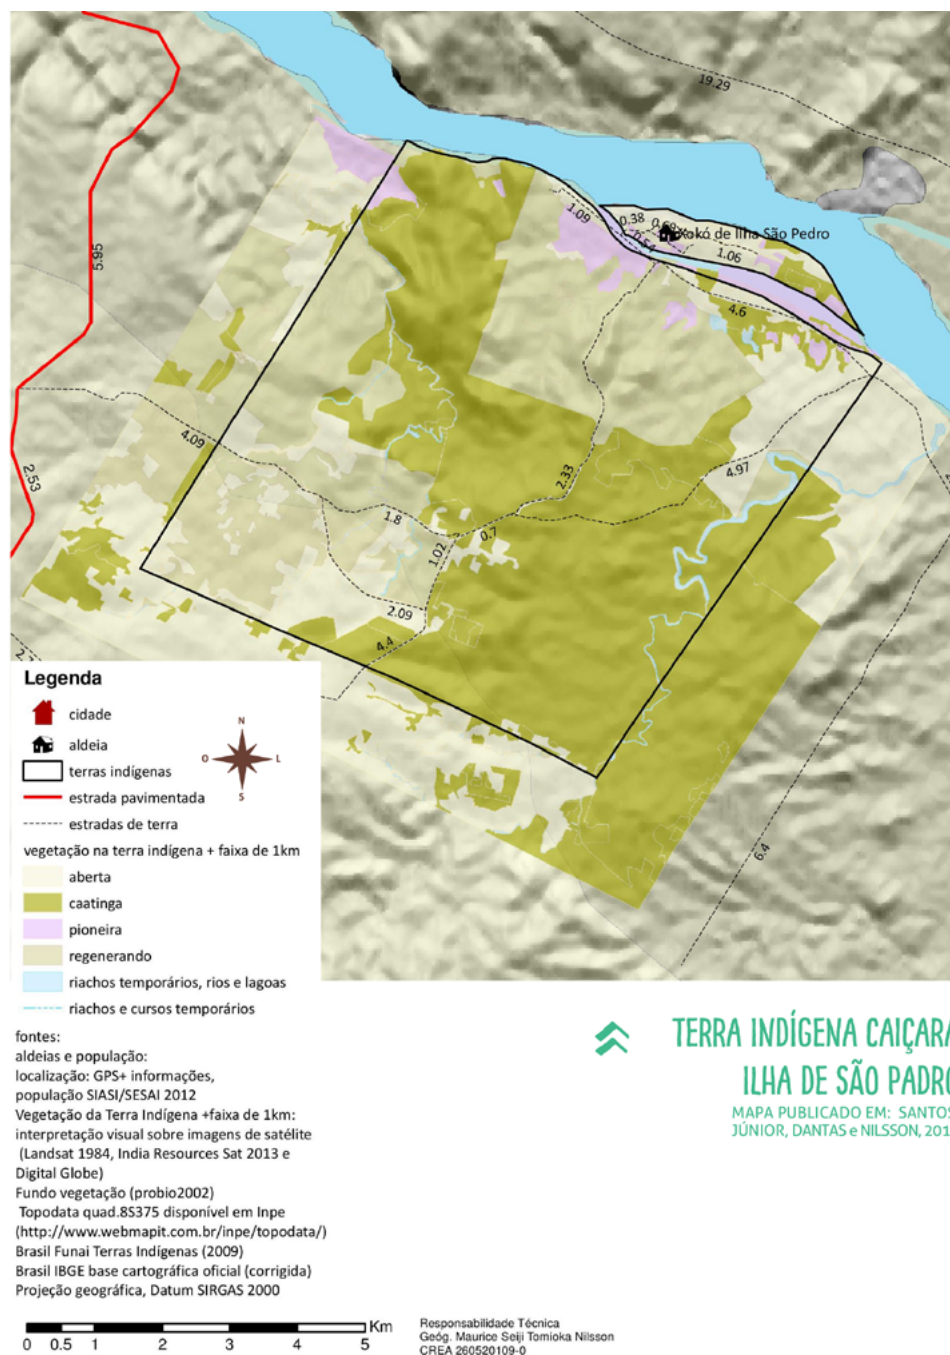 19.29
5.95
1.09
0.38
Xokó de Ilha São Pedro
0.54
1.06
4.6
4.09
2.53
2.33
4.97
1.8
0.7
1.02
2.09
4.4
6.4
Legenda
cidade
aldeia
terras indígenas
estrada pavimentada
estradas de terra
vegetação na terra indígena + faixa de 1km
aberta
caatinga
pioneira
regenerando
riachos temporários, rios e lagoas
riachos e cursos temporários
N
O L
S
fontes:
aldeias e população:
localização: GPS+ informações,
população SIASI/SESAI 2012
Vegetação da Terra Indígena +faixa de 1km:
interpretação visual sobre imagens de satélite
(Landsat 1984, India Resources Sat 2013 e
Digital Globe)
Fundo vegetação (probio2002)
Topodata quad.8S375 disponível em Inpe
(http://www.webmapit.com.br/inpe/topodata/)
Brasil Funai Terras Indígenas (2009)
Brasil IBGE base cartográfica oficial (corrigida)
Projeção geográfica, Datum SIRGAS 2000
TERRA INDÍGENA CAIÇARA
ILHA DE SÃO PADRO
MAPA PUBLICADO EM: SANTOS
JÚNIOR, DANTAS e NILSSON, 201
Km
0 0.5 1 2 3 4 5
Responsabilidade Técnica
Geóg. Maurice Seiji Tomioka Nilsson
CREA 260520109-0